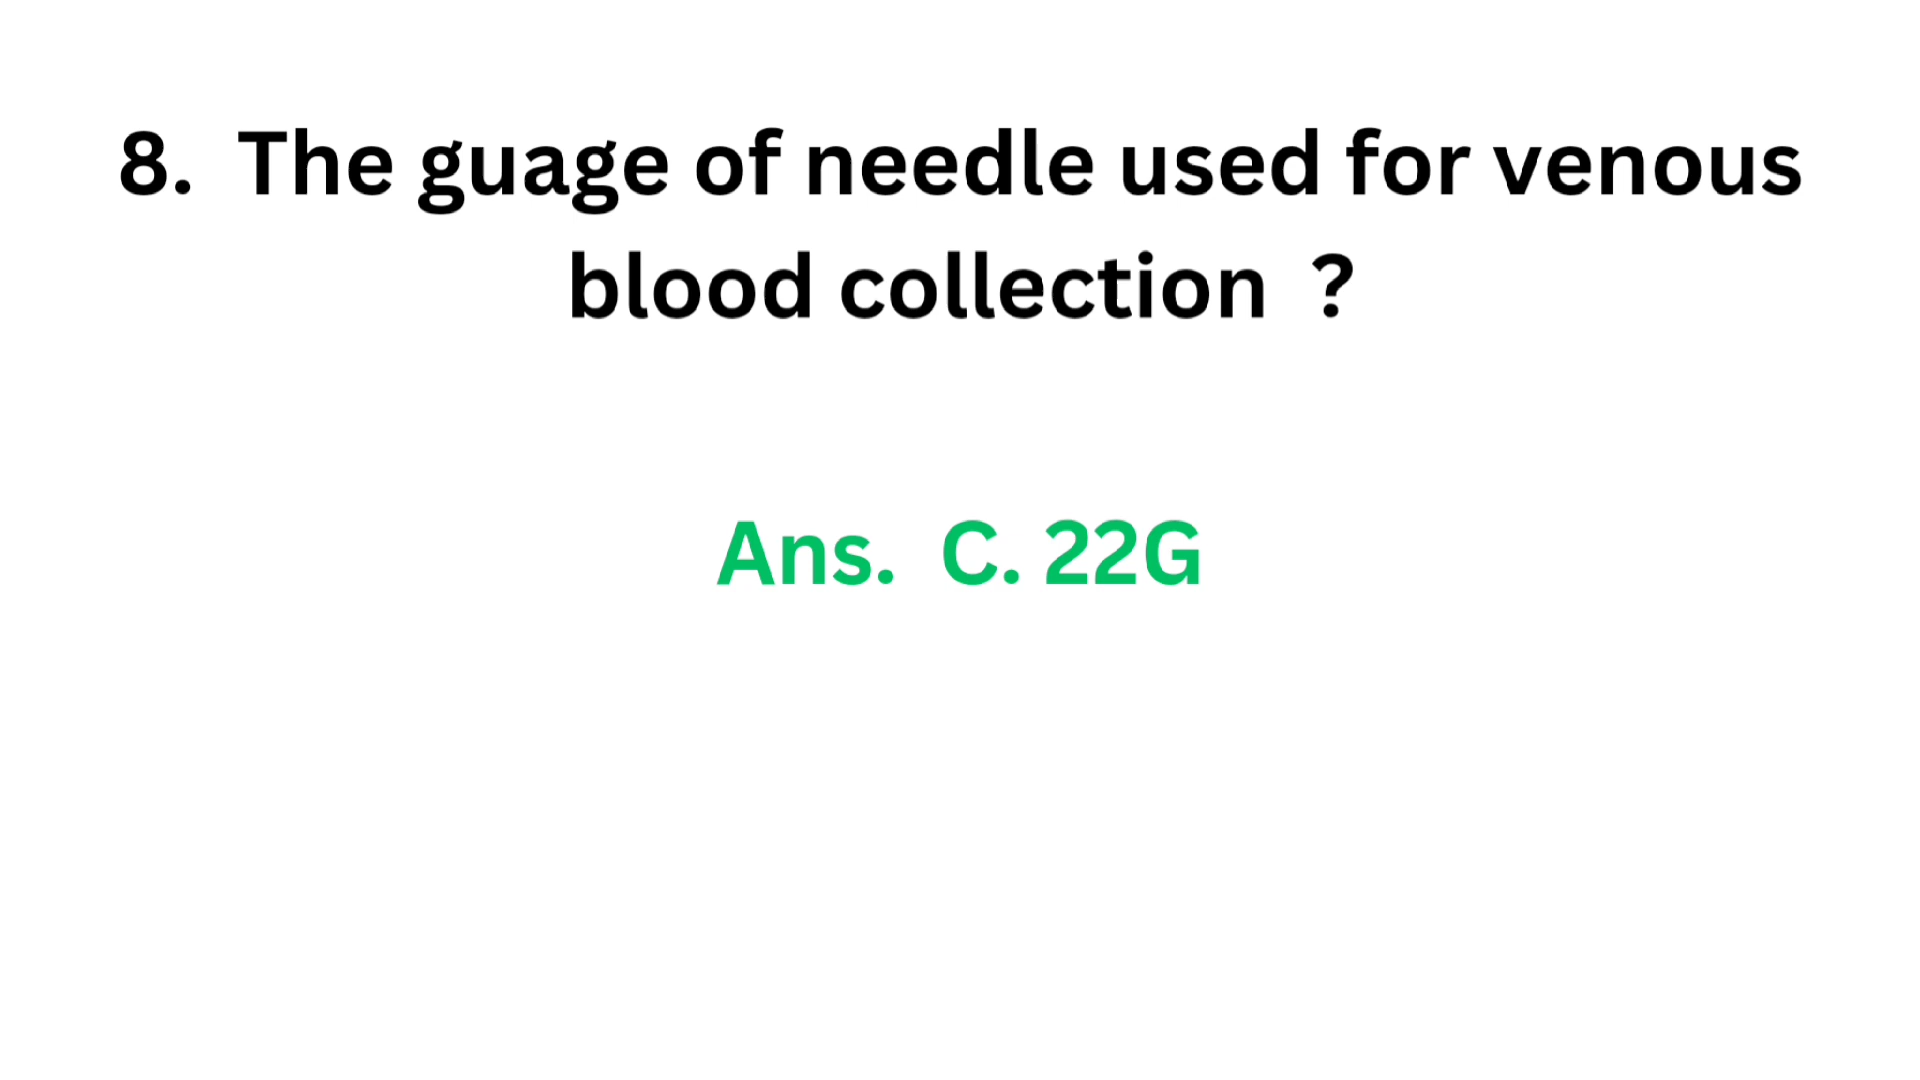 8. The guage of needle used for venous
blood collection ?
Ans. C. 22G